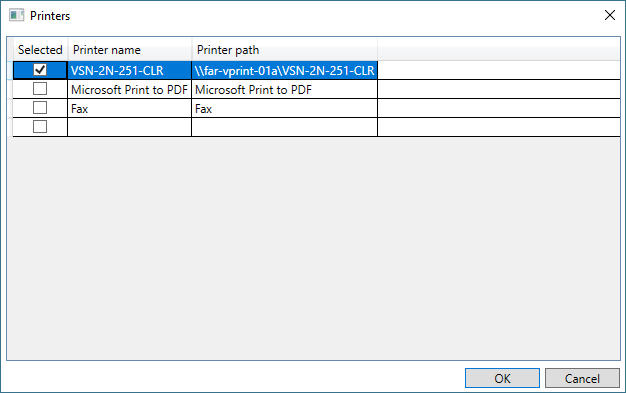 Printers
Selected Printer name Printer path
VSN-2N-251-CLR \\far-vprint-01a\VSN-2N-251-CLR
Microsoft Print to PDF Microsoft Print to PDF
Fax Fax
OK Cancel